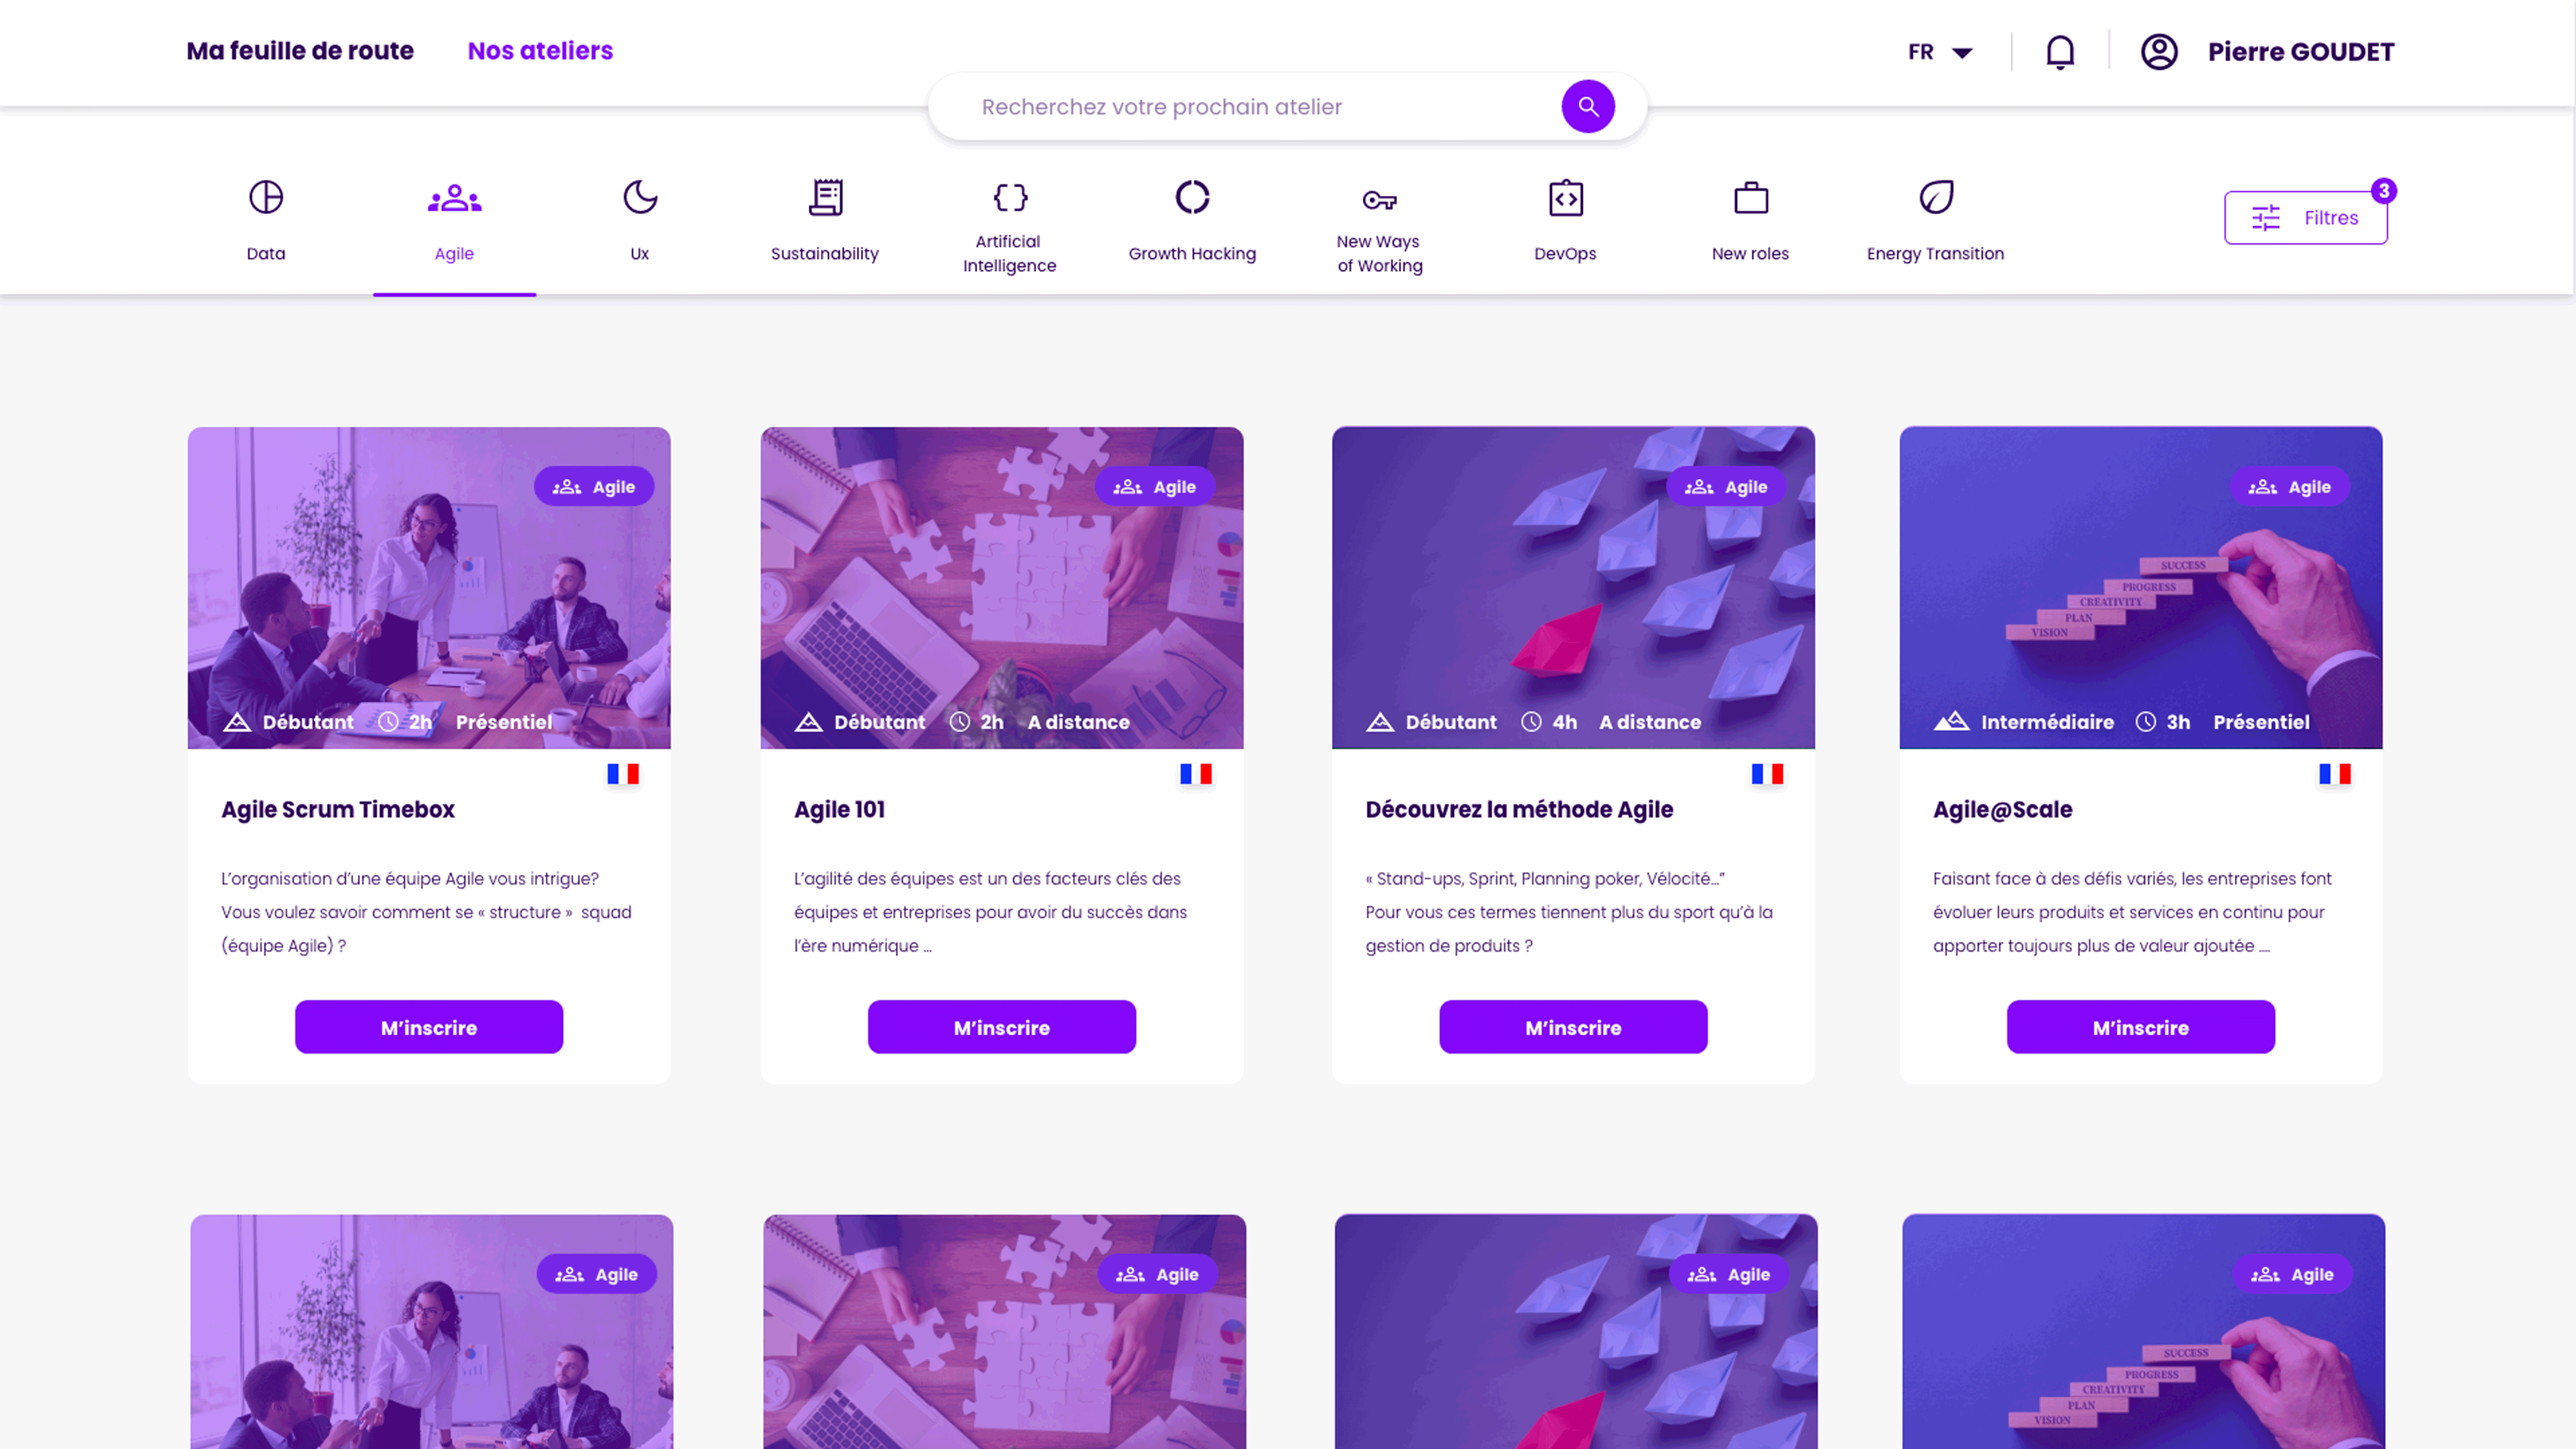 Ma feuille de route Nos ateliers FR Pierre GOUDET
Recherchez votre prochain atelier
Data Agile Ux Sustainability Artificial Intelligence Growth Hacking New Ways of Working DevOps New roles Energy Transition Filtres 3
Agile
Débutant 2h Présentiel
Agile Scrum Timebox
L’organisation d’une équipe Agile vous intrigue?
Vous voulez savoir comment se « structure » squad
(équipe Agile) ?
M’inscrire
Agile
Débutant 2h A distance
Agile 101
L’agilité des équipes est un des facteurs clés des
équipes et entreprises pour avoir du succès dans
l’ère numérique ...
M’inscrire
Agile
Débutant 4h A distance
Découvrez la méthode Agile
« Stand-ups, Sprint, Planning poker, Vélocité…”
Pour vous ces termes tiennent plus du sport qu’à la
gestion de produits ?
M’inscrire
Agile
SUCCESS
PROGRESS
CREATIVITY
PLAN
VISION
Intermédiaire 3h Présentiel
Agile@Scale
Faisant face à des défis variés, les entreprises font
évoluer leurs produits et services en continu pour
apporter toujours plus de valeur ajoutée ....
M’inscrire
Agile
Agile
Agile
Agile
SUCCESS
PROGRESS
CREATIVITY
PLAN
VISION